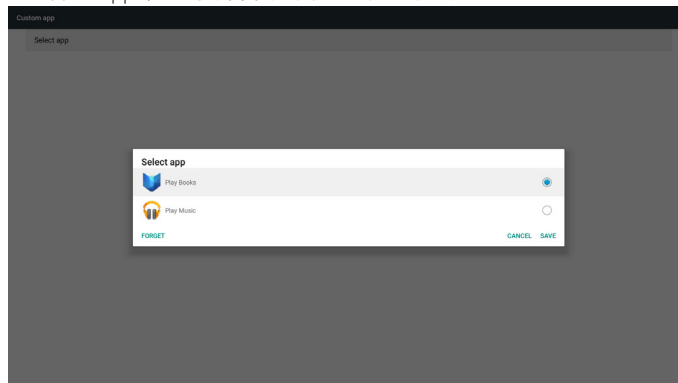 Custom app
Select app
Select app
Play Books
Play Music
FORGET
CANCEL SAVE